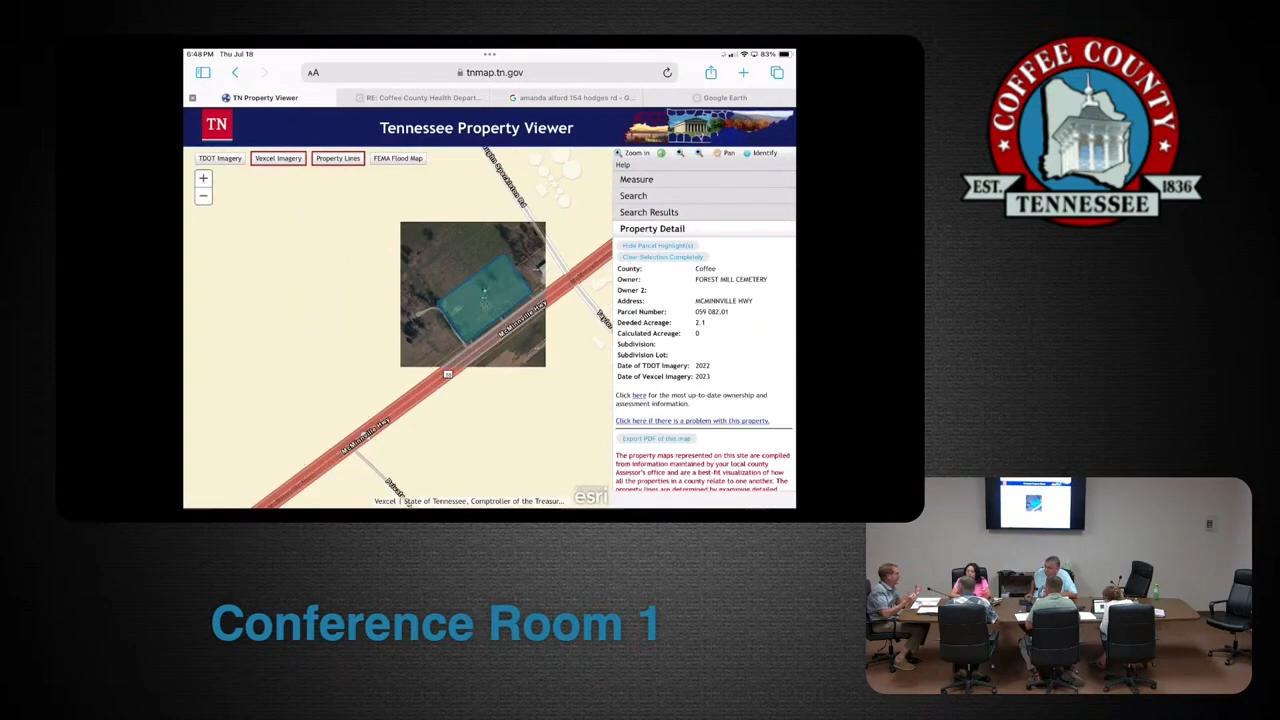 6:48 PM Thu Jul 18
83%
AA
tnmap.tn.gov
TN Property Viewer
RE: Coffee County Health Depart...
amanda alford 154 hodges rd - G...
Google Earth
TN
Tennessee Property Viewer
TDOT Imagery
Vexcel Imagery
Property Lines
FEMA Flood Map
Zoom in
Pan
Identify
Help
+
−
Measure
Search
Search Results
Property Detail
Hide Parcel Highlight(s)
Clear Selection Completely
County: Coffee
Owner: FOREST MILL CEMETERY
Owner 2:
Address: MCMINNVILLE HWY
Parcel Number: 059 082.01
Deeded Acreage: 2.1
Calculated Acreage: 0
Subdivision:
Subdivision Lot:
Date of TDOT Imagery: 2022
Date of Vexcel Imagery: 2023
Click here for the most up-to-date ownership and
assessment information.
Click here if there is a problem with this property.
Export PDF of this map
The property maps represented on this site are compiled
from information maintained by your local county
Assessor's office and are a best-fit visualization of how
all the properties in a county relate to one another. The
property lines are determined by examining detailed
McMinnville Hwy
McMinnville Hwy
Private
Vexcel | State of Tennessee, Comptroller of the Treasur...
esri
COFFEE COUNTY
EST.
1836
TENNESSEE
Conference Room 1